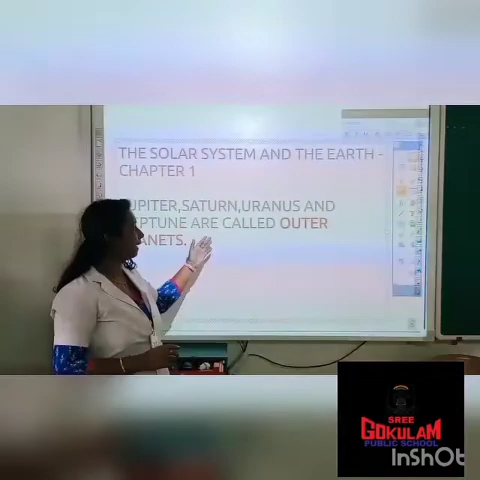 THE SOLAR SYSTEM AND THE EARTH -
CHAPTER 1
UPITER,SATURN,URANUS AND
PTUNE ARE CALLED OUTER
ANETS.
SREE
GOKULAM
PUBLIC SCHOOL
InShOt